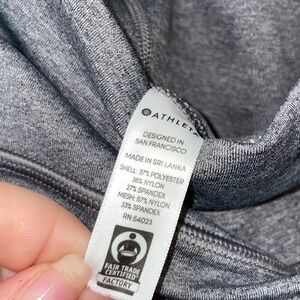 ATHLETA
DESIGNED IN
SAN FRANCISCO
MADE IN SRI LANKA
SHELL: 37% POLYESTER
36% NYLON
27% SPANDEX
MESH: 67% NYLON
33% SPANDEX
RN 54023
FAIR TRADE
CERTIFIED
FACTORY